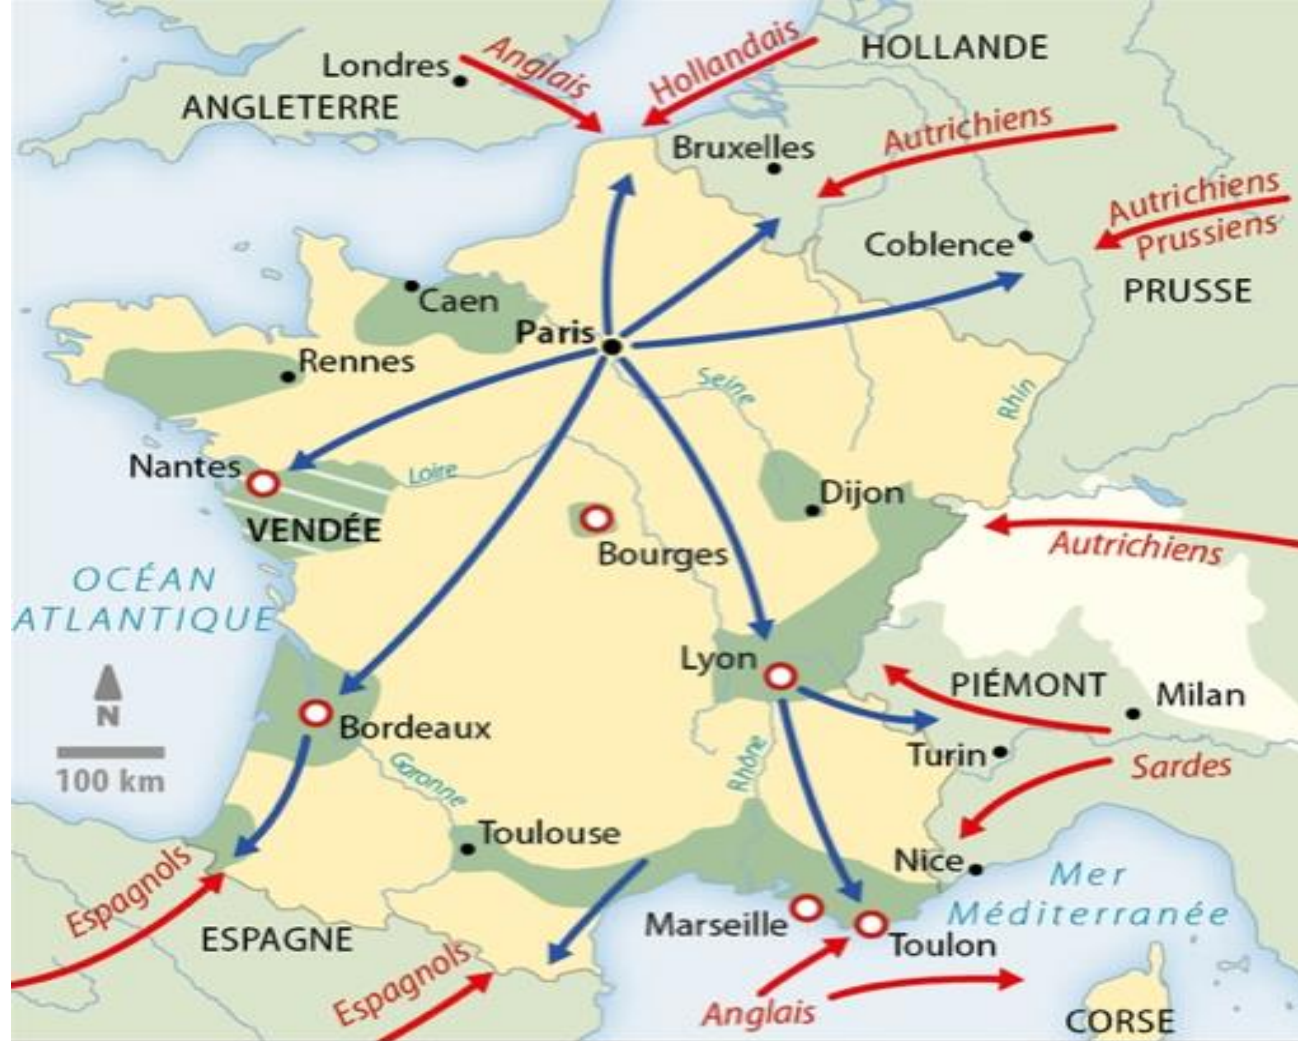 Londres
ANGLETERRE
Anglais
Hollandais
HOLLANDE
Bruxelles
Autrichiens
Autrichiens
Prussiens
Coblence
PRUSSE
Caen
Paris
Rennes
Seine
Rhin
Nantes
Loire
VENDÉE
Dijon
Bourges
Autrichiens
OCÉAN
ATLANTIQUE
N
100 km
Lyon
PIÉMONT
Milan
Bordeaux
Turin
Sardes
Garonne
Rhône
Toulouse
Nice
Mer
Méditerranée
Espagnols
ESPAGNE
Marseille
Toulon
Espagnols
Anglais
CORSE